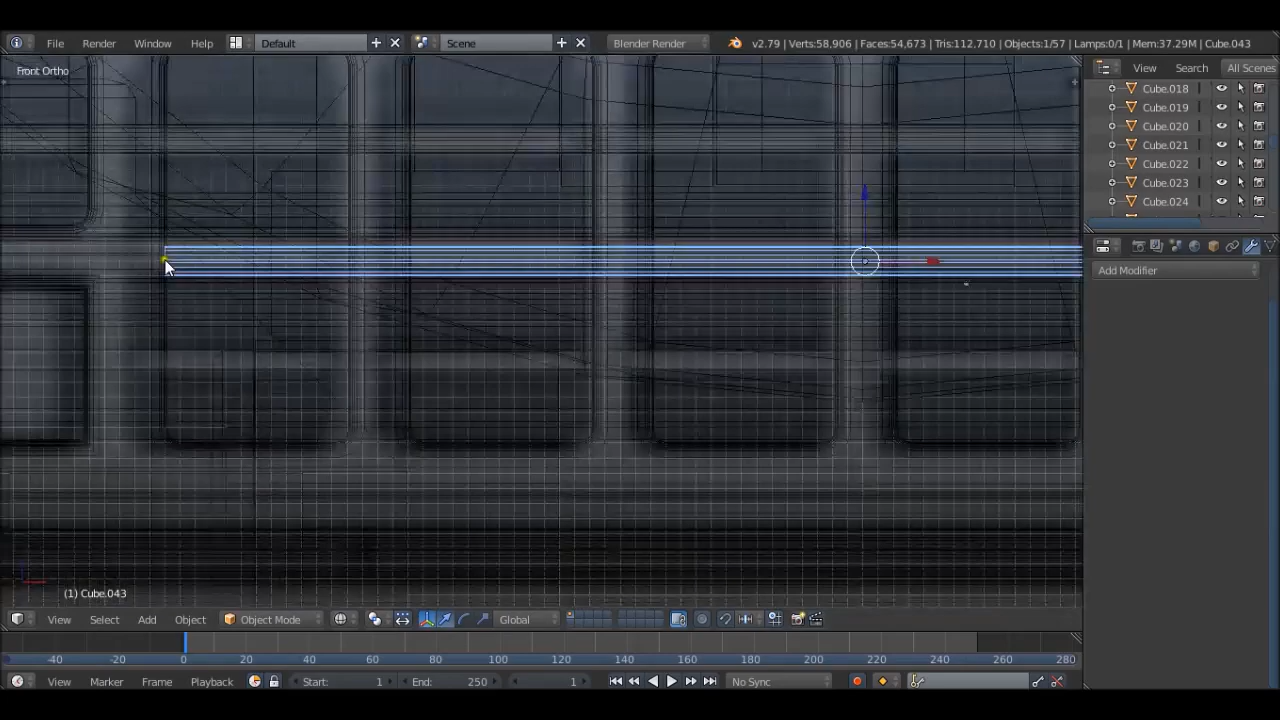 File Render Window Help Default Scene Blender Render v2.79 | Verts:58,906 | Faces:54,673 | Tris:112,710 | Objects:1/57 | Lamps:0/1 | Mem:37.29M | Cube.043
Front Ortho
View Search All Scenes
Cube.018
Cube.019
Cube.020
Cube.021
Cube.022
Cube.023
Cube.024
Add Modifier
(1) Cube.043
View Select Add Object Object Mode Global
-40 -20 0 20 40 60 80 100 120 140 160 180 200 220 240 260 280
View Marker Frame Playback Start: 1 End: 250 1 No Sync